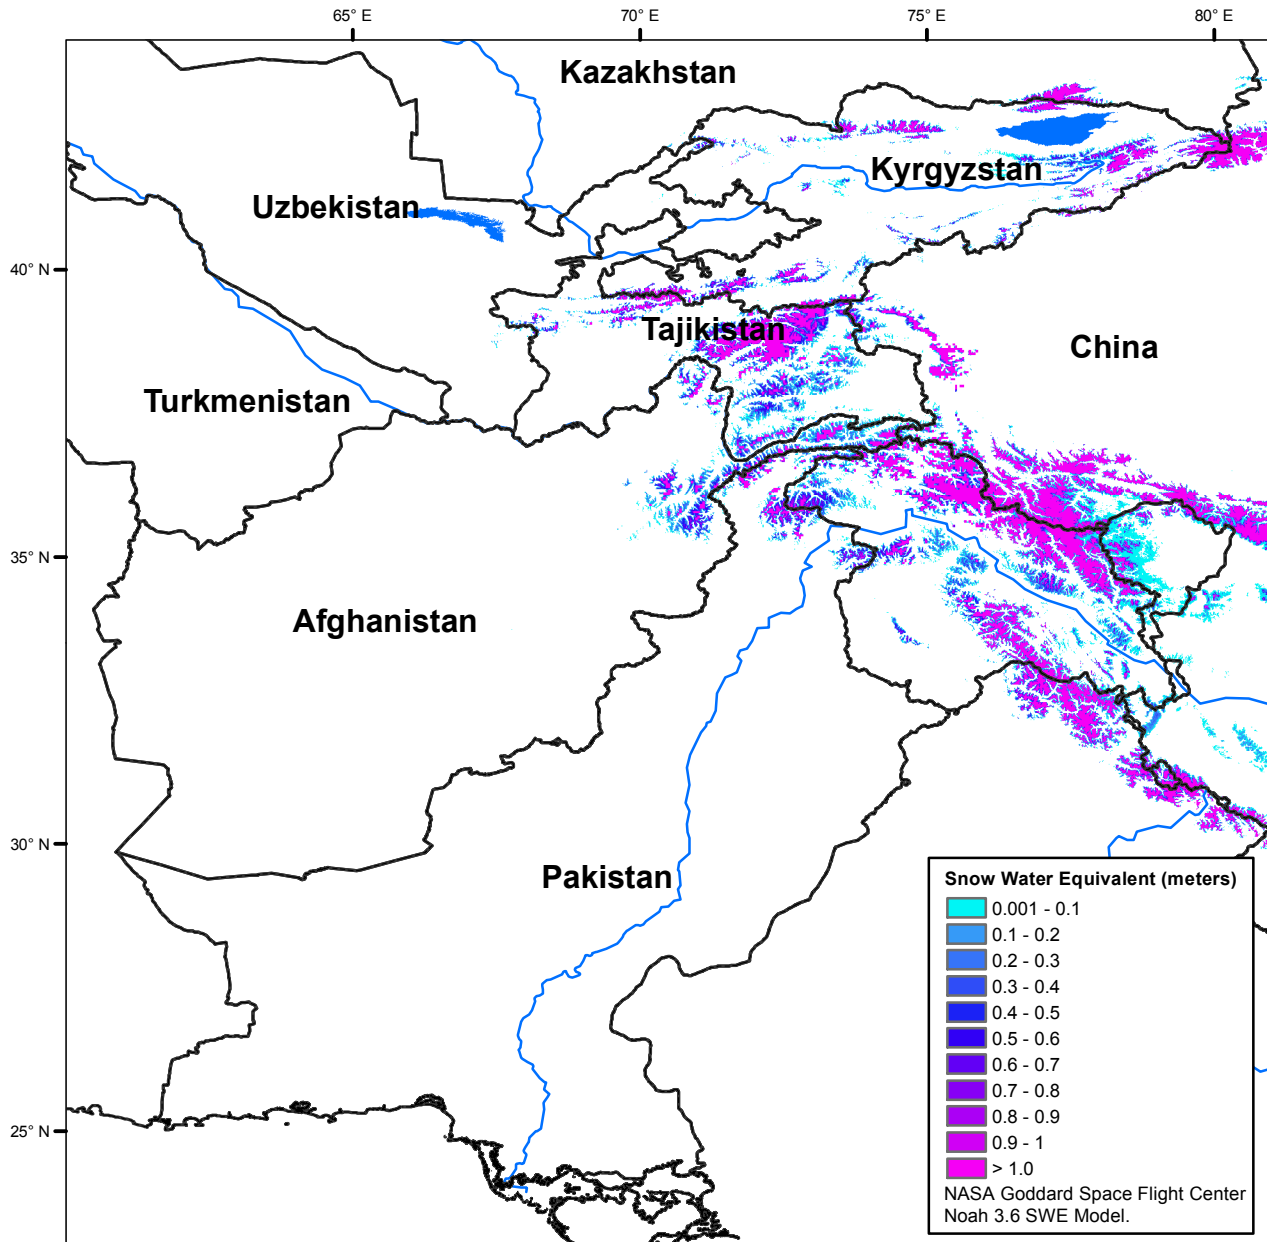 65° E
70° E
75° E
80° E
Kazakhstan
Kyrgyzstan
Uzbekistan
40° N
Tajikistan
China
Turkmenistan
35° N
Afghanistan
30° N
Pakistan
25° N
Snow Water Equivalent (meters)
0.001 - 0.1
0.1 - 0.2
0.2 - 0.3
0.3 - 0.4
0.4 - 0.5
0.5 - 0.6
0.6 - 0.7
0.7 - 0.8
0.8 - 0.9
0.9 - 1
> 1.0
NASA Goddard Space Flight Center
Noah 3.6 SWE Model.